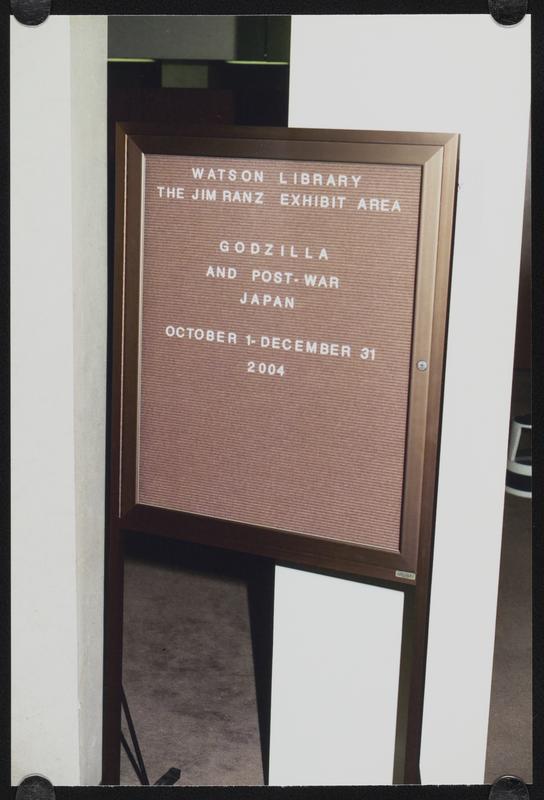 WATSON LIBRARY
THE JIM RANZ EXHIBIT AREA
GODZILLA
AND POST-WAR
JAPAN
OCTOBER 1-DECEMBER 31
2004